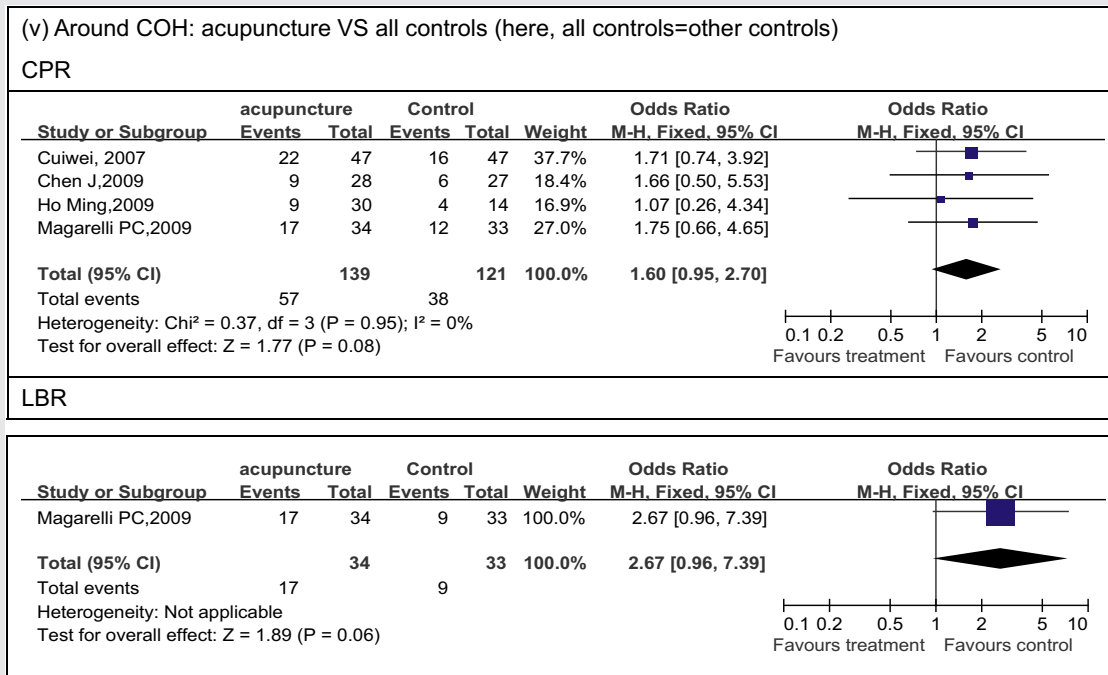 (v) Around COH: acupuncture VS all controls (here, all controls=other controls)
CPR
acupuncture Control Odds Ratio Odds Ratio
Study or Subgroup Events Total Events Total Weight M-H, Fixed, 95% CI M-H, Fixed, 95% CI
Cuiwei, 2007 22 47 16 47 37.7% 1.71 [0.74, 3.92]
Chen J,2009 9 28 6 27 18.4% 1.66 [0.50, 5.53]
Ho Ming,2009 9 30 4 14 16.9% 1.07 [0.26, 4.34]
Magarelli PC,2009 17 34 12 33 27.0% 1.75 [0.66, 4.65]
Total (95% CI) 139 121 100.0% 1.60 [0.95, 2.70]
Total events 57 38
Heterogeneity: Chi² = 0.37, df = 3 (P = 0.95); I² = 0%
Test for overall effect: Z = 1.77 (P = 0.08)
0.1 0.2 0.5 1 2 5 10
Favours treatment Favours control
LBR
acupuncture Control Odds Ratio Odds Ratio
Study or Subgroup Events Total Events Total Weight M-H, Fixed, 95% CI M-H, Fixed, 95% CI
Magarelli PC,2009 17 34 9 33 100.0% 2.67 [0.96, 7.39]
Total (95% CI) 34 33 100.0% 2.67 [0.96, 7.39]
Total events 17 9
Heterogeneity: Not applicable
Test for overall effect: Z = 1.89 (P = 0.06)
0.1 0.2 0.5 1 2 5 10
Favours treatment Favours control